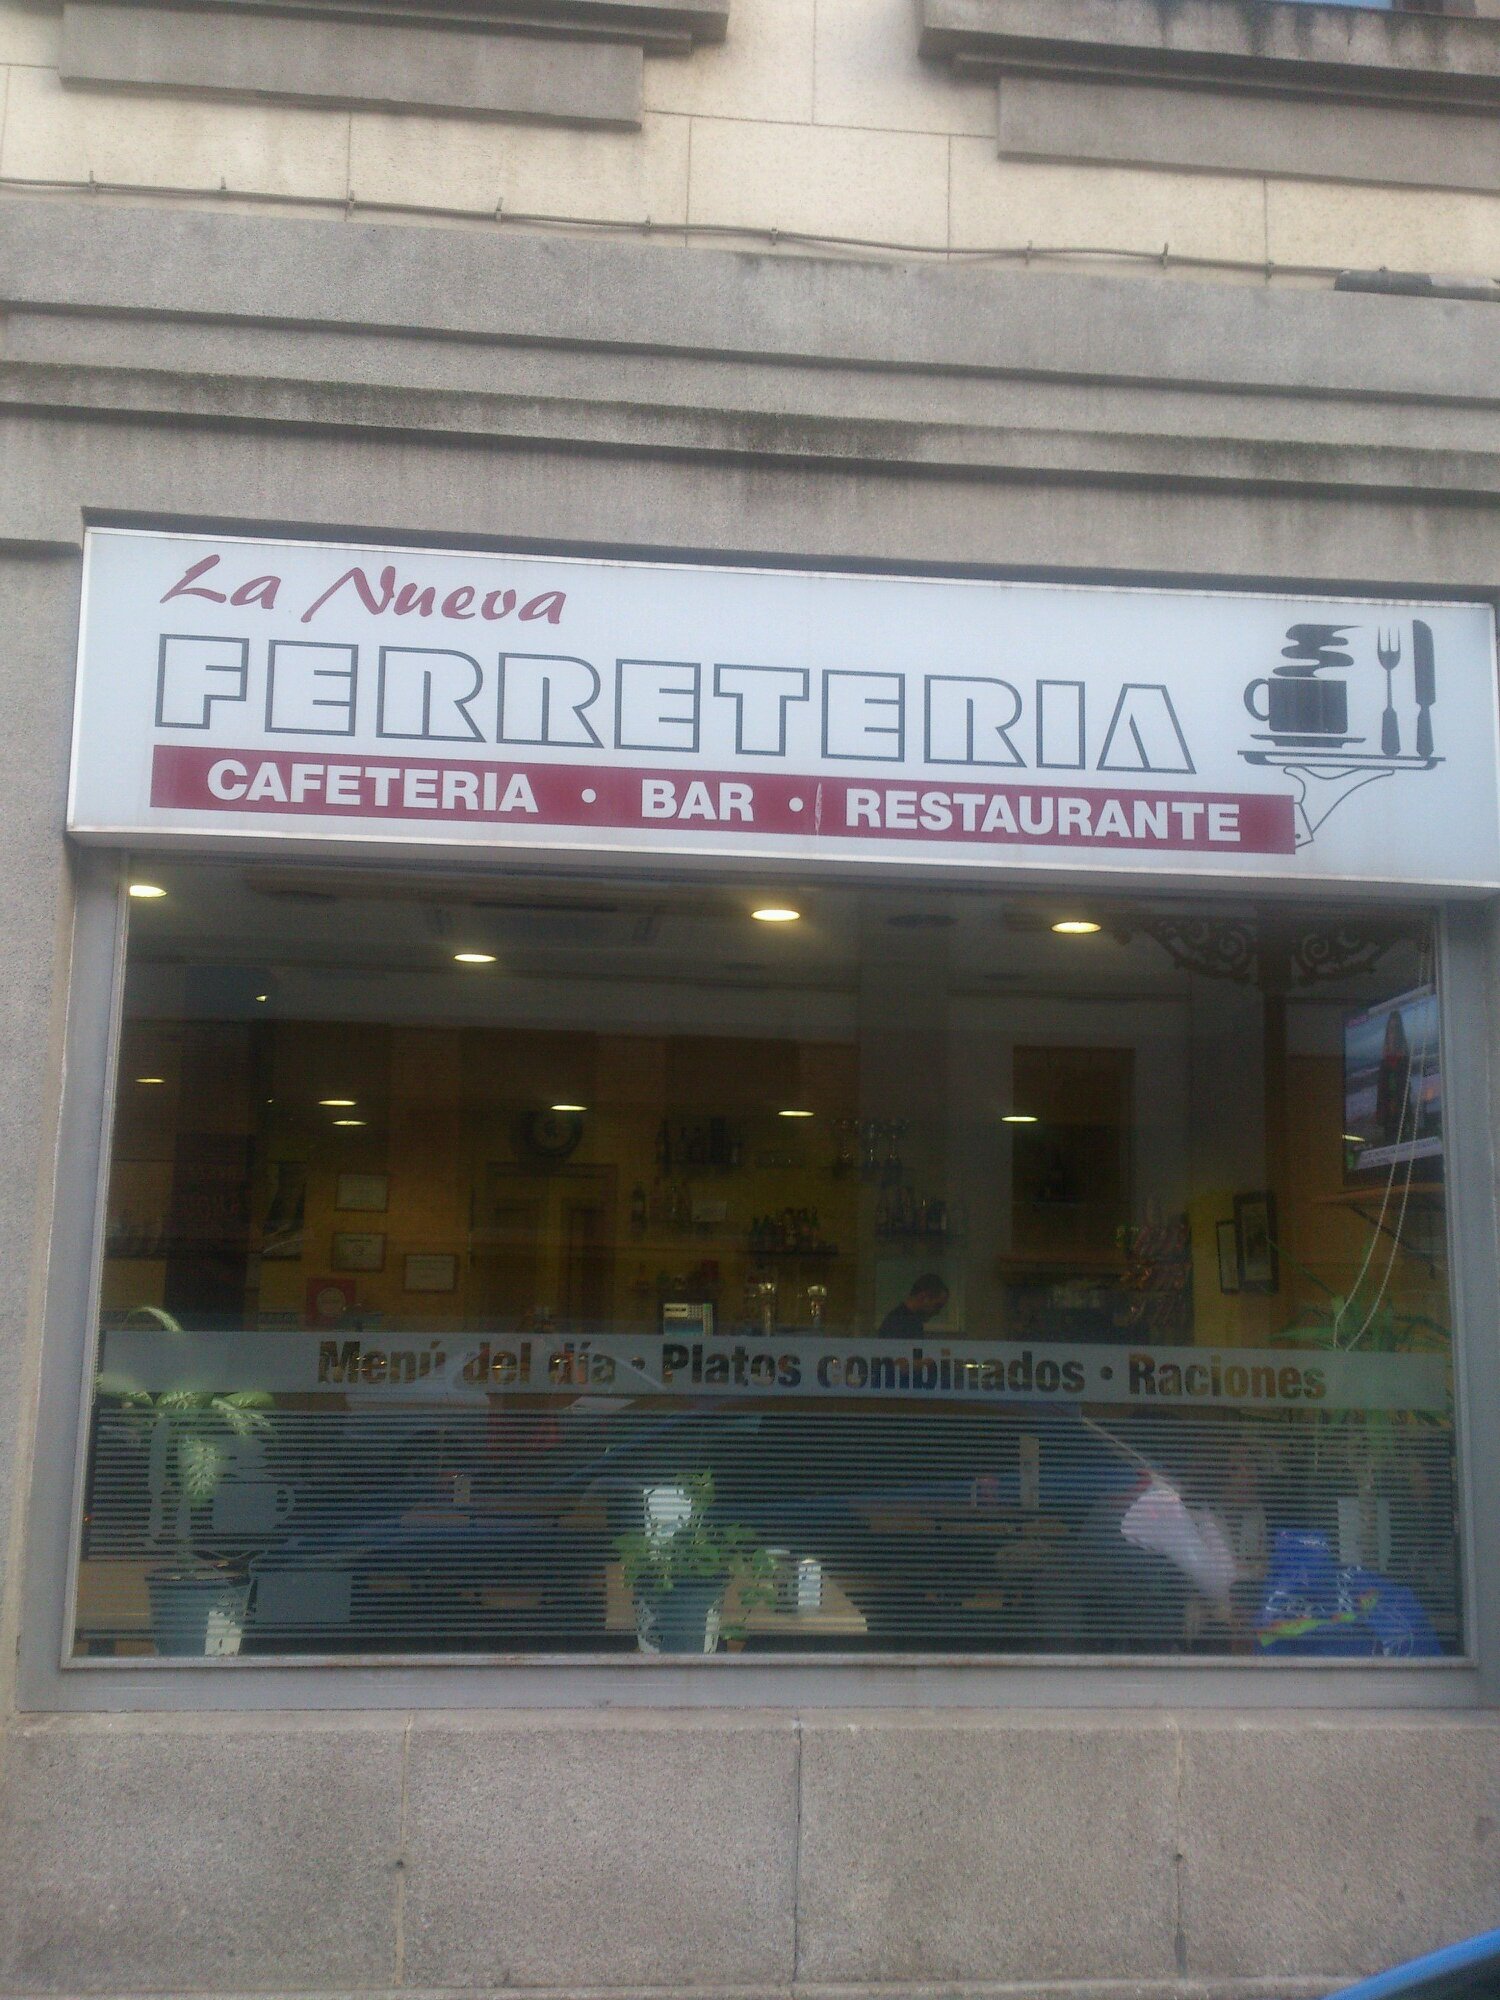 La Nueva
FERRETERIA
CAFETERIA • BAR • RESTAURANTE
Menú del día • Platos combinados • Raciones